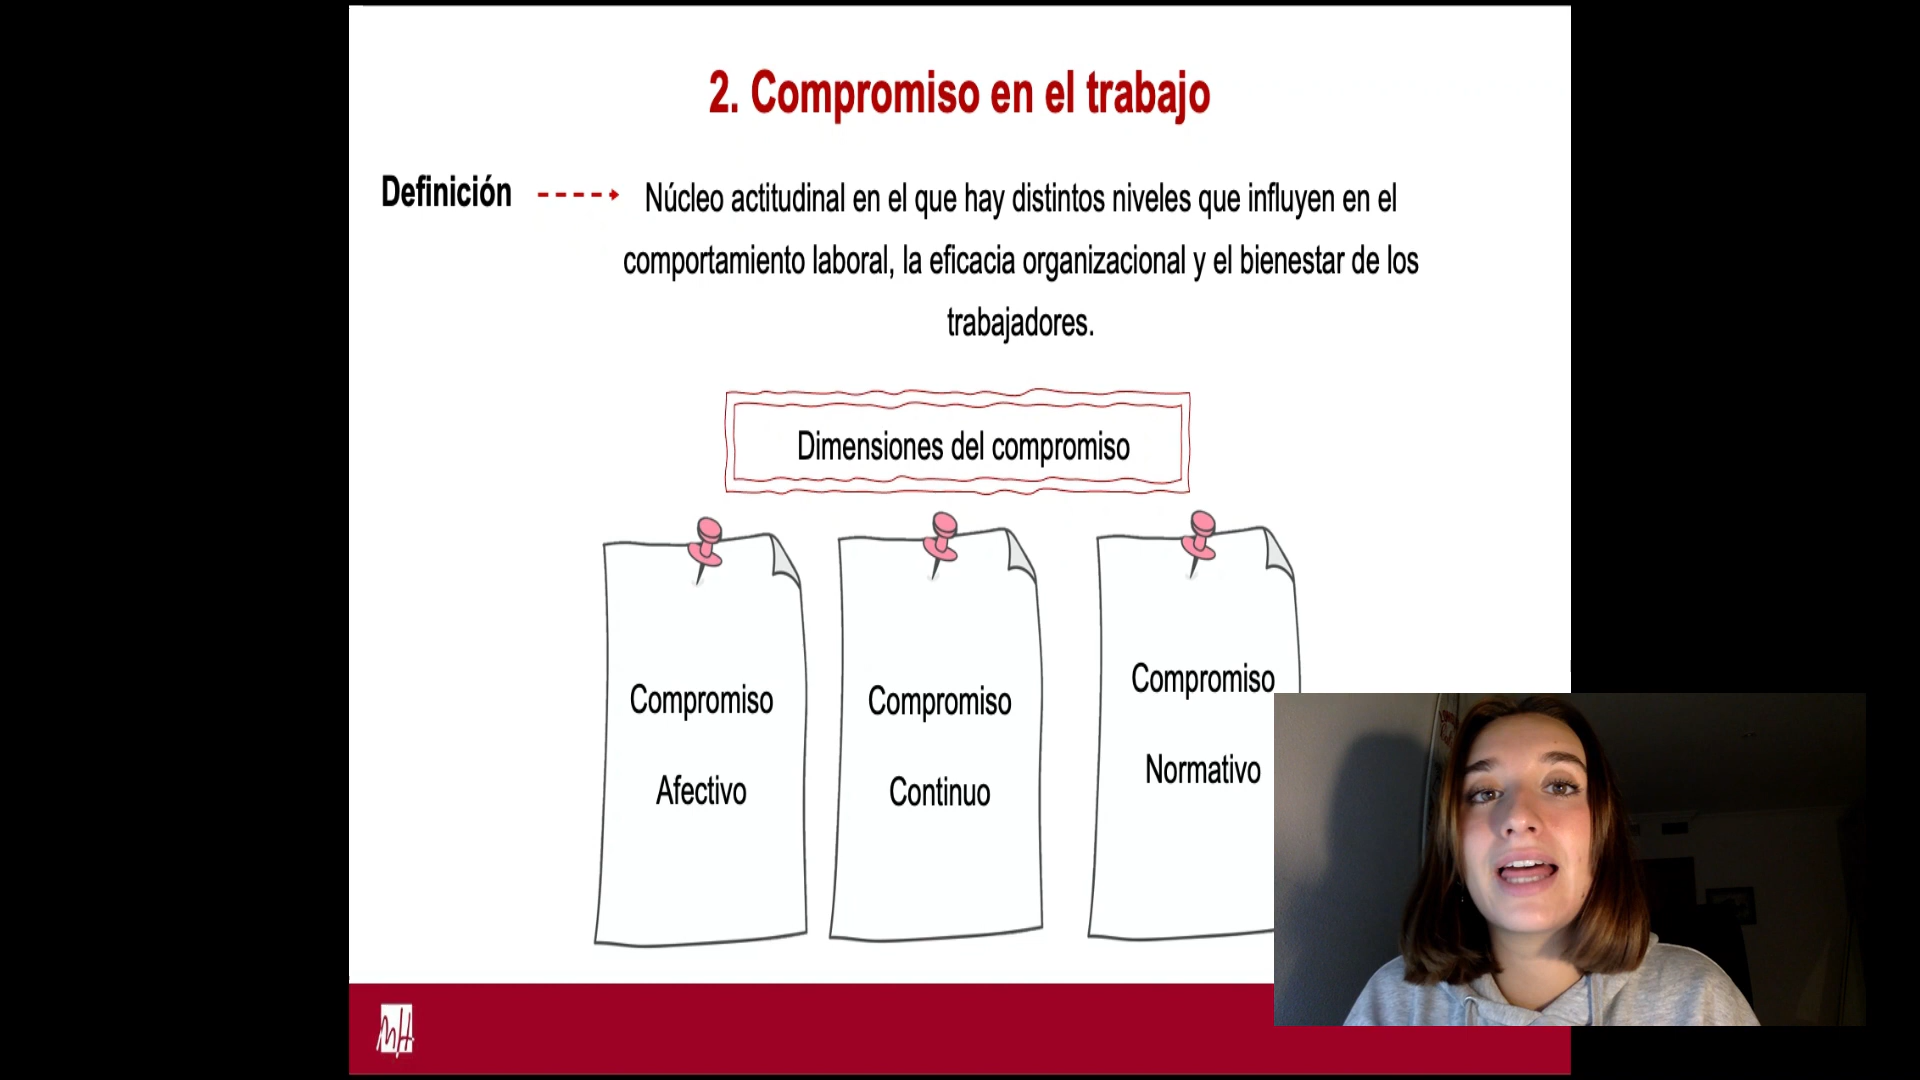 2. Compromiso en el trabajo
Definición
Núcleo actitudinal en el que hay distintos niveles que influyen en el
comportamiento laboral, la eficacia organizacional y el bienestar de los
trabajadores.
Dimensiones del compromiso
Compromiso
Afectivo
Compromiso
Continuo
Compromiso
Normativo